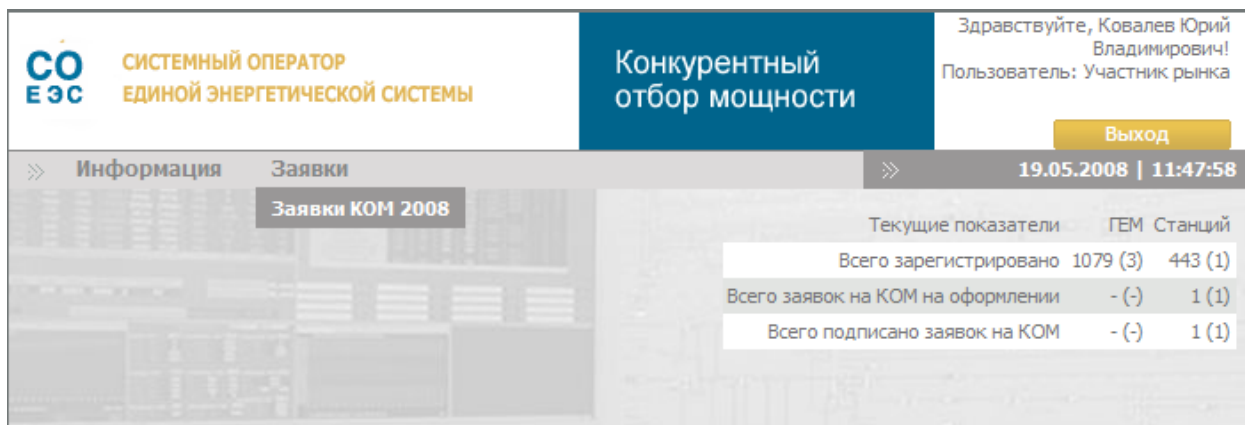 СО
ЕЭС
СИСТЕМНЫЙ ОПЕРАТОР
ЕДИНОЙ ЭНЕРГЕТИЧЕСКОЙ СИСТЕМЫ
Конкурентный
отбор мощности
Здравствуйте, Ковалев Юрий
Владимирович!
Пользователь: Участник рынка
Выход
Информация Заявки
19.05.2008 | 11:47:58
Заявки КОМ 2008
Текущие показатели ГЕМ Станций
Всего зарегистрировано 1079 (3) 443 (1)
Всего заявок на КОМ на оформлении - (-) 1 (1)
Всего подписано заявок на КОМ - (-) 1 (1)